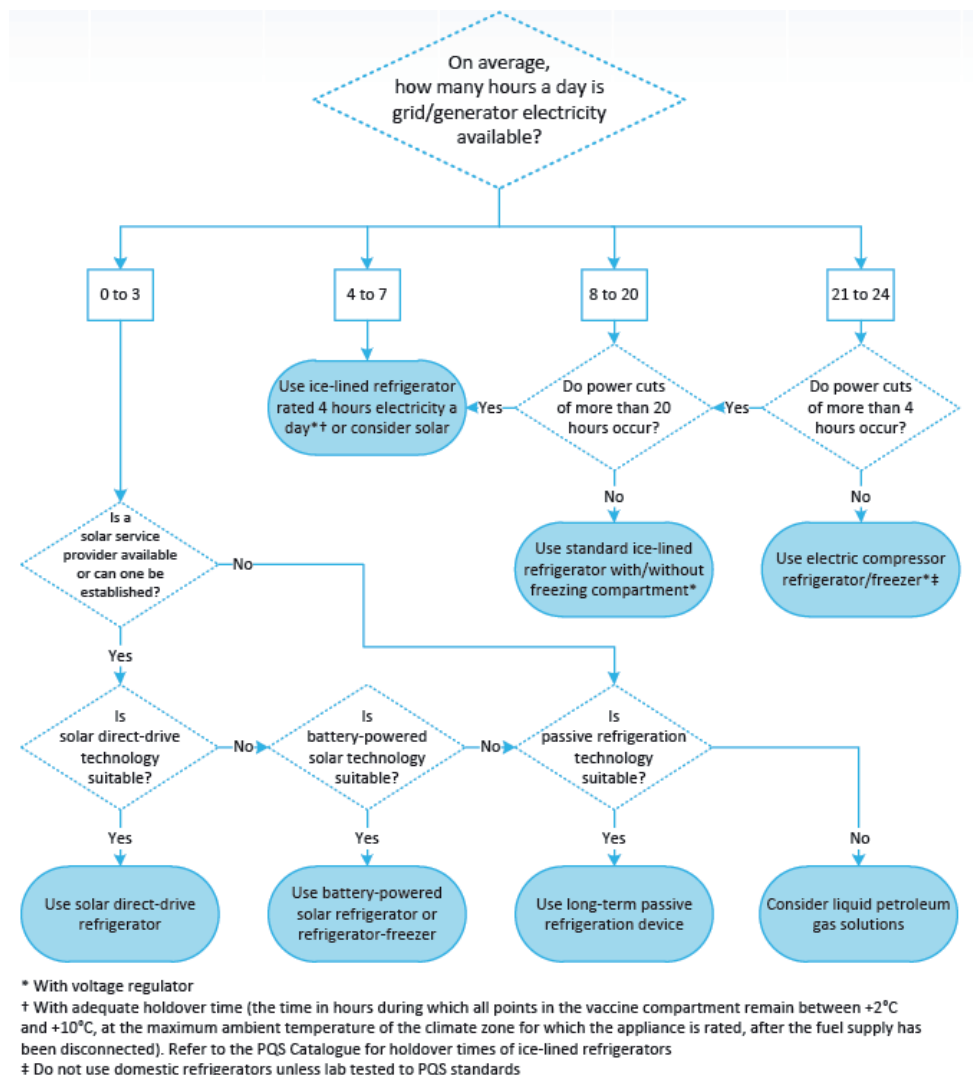 On average,
how many hours a day is
grid/generator electricity
available?
0 to 3
4 to 7
8 to 20
21 to 24
Use ice-lined refrigerator
rated 4 hours electricity a
day*† or consider solar
Yes
Do power cuts
of more than 20
hours occur?
Yes
Do power cuts
of more than 4
hours occur?
No
No
Is a
solar service
provider available
or can one be
established?
No
Use standard ice-lined
refrigerator with/without
freezing compartment*
Use electric compressor
refrigerator/freezer*‡
Yes
Is
solar direct-drive
technology
suitable?
No
Is
battery-powered
solar technology
suitable?
No
Is
passive refrigeration
technology
suitable?
Yes
Yes
Yes
No
Use solar direct-drive
refrigerator
Use battery-powered
solar refrigerator or
refrigerator-freezer
Use long-term passive
refrigeration device
Consider liquid petroleum
gas solutions
* With voltage regulator
† With adequate holdover time (the time in hours during which all points in the vaccine compartment remain between +2°C
and +10°C, at the maximum ambient temperature of the climate zone for which the appliance is rated, after the fuel supply has
been disconnected). Refer to the PQS Catalogue for holdover times of ice-lined refrigerators
‡ Do not use domestic refrigerators unless lab tested to PQS standards